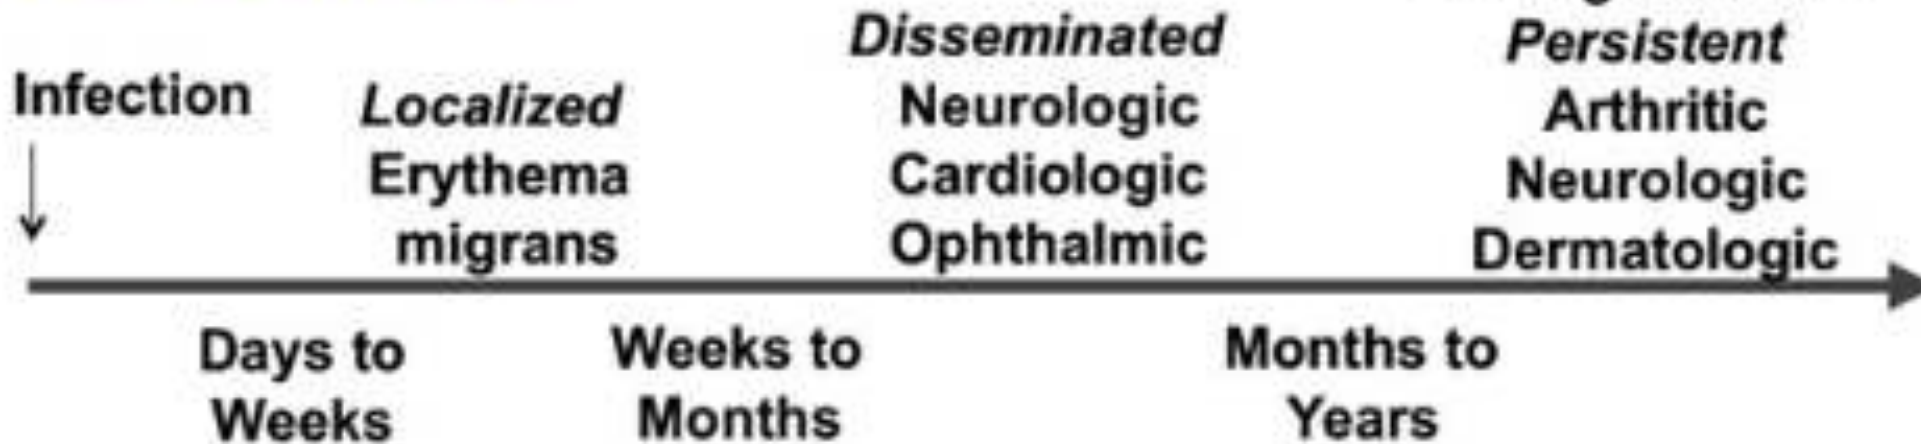 Infection
Localized
Erythema
migrans
Disseminated
Neurologic
Cardiologic
Ophthalmic
Persistent
Arthritic
Neurologic
Dermatologic
Days to
Weeks
Weeks to
Months
Months to
Years